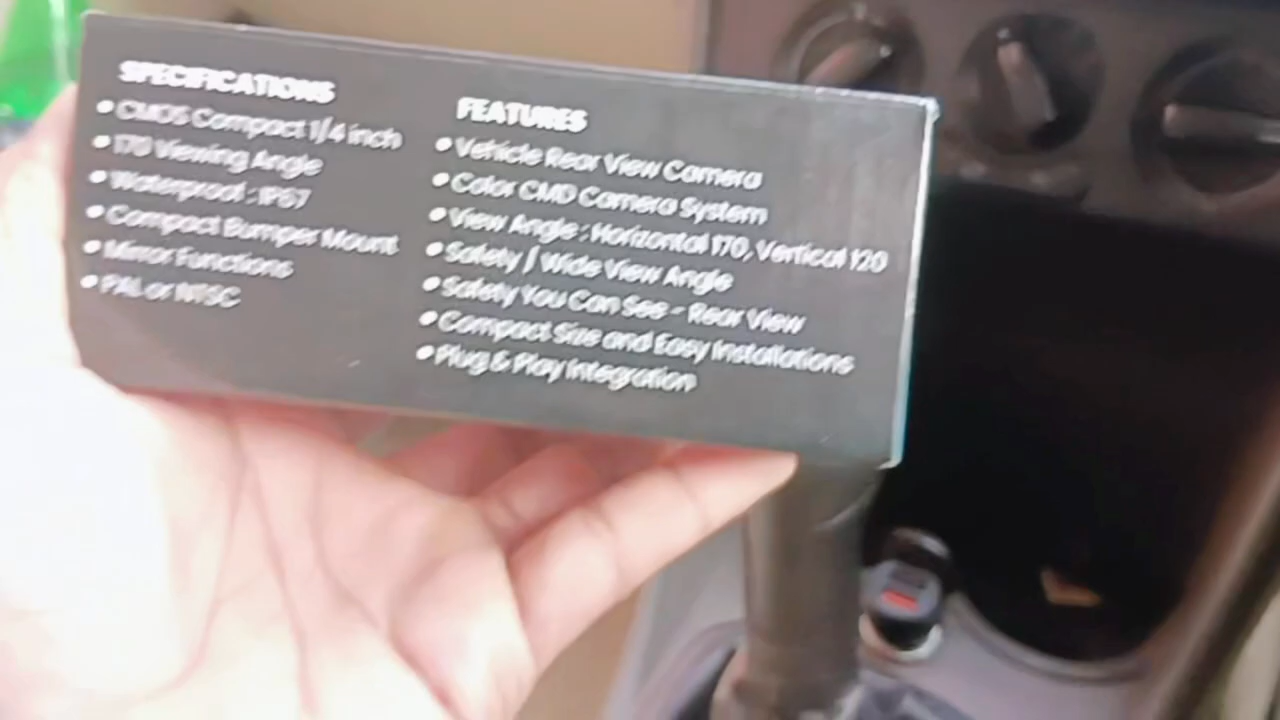 SPECIFICATIONS
• CMOS Compact 1/4 inch
• 170 Viewing Angle
• Waterproof : IP67
• Compact Bumper Mount
• Mirror Functions
• PAL or NTSC
FEATURES
• Vehicle Rear View Camera
• Color CMD Camera System
• View Angle : Horizontal 170, Vertical 120
• Safety / Wide View Angle
• Safety You Can See - Rear View
• Compact Size and Easy Installations
• Plug & Play Integration